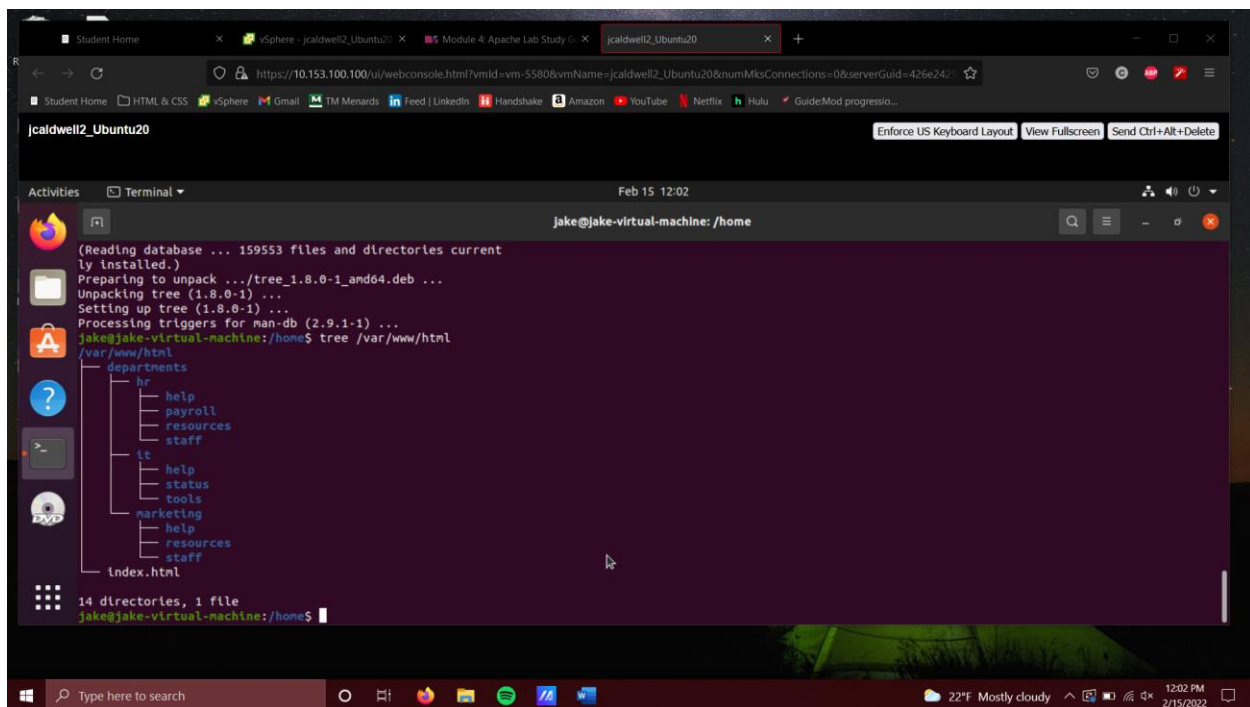 Student Home
vSphere - jcaldwell2_Ubuntu20
Module 4: Apache Lab Study G
jcaldwell2_Ubuntu20
https://10.153.100.100/ui/webconsole.html?vmId=vm-5580&vmName=jcaldwell2_Ubuntu20&numMksConnections=0&serverGuid=426e242
Student Home HTML & CSS vSphere Gmail TM Menards Feed | LinkedIn Handshake Amazon YouTube Netflix Hulu Guide:Mod progressio...
jcaldwell2_Ubuntu20
Enforce US Keyboard Layout View Fullscreen Send Ctrl+Alt+Delete
Activities Terminal Feb 15 12:02
jake@jake-virtual-machine: /home
(Reading database ... 159553 files and directories current
ly installed.)
Preparing to unpack .../tree_1.8.0-1_amd64.deb ...
Unpacking tree (1.8.0-1) ...
Setting up tree (1.8.0-1) ...
Processing triggers for man-db (2.9.1-1) ...
jake@jake-virtual-machine:/home$ tree /var/www/html
/var/www/html
├── departments
│   ├── hr
│   │   ├── help
│   │   ├── payroll
│   │   ├── resources
│   │   └── staff
│   ├── it
│   │   ├── help
│   │   ├── status
│   │   └── tools
│   └── marketing
│       ├── help
│       ├── resources
│       └── staff
└── index.html
14 directories, 1 file
jake@jake-virtual-machine:/home$
Type here to search
22°F Mostly cloudy
12:02 PM
2/15/2022